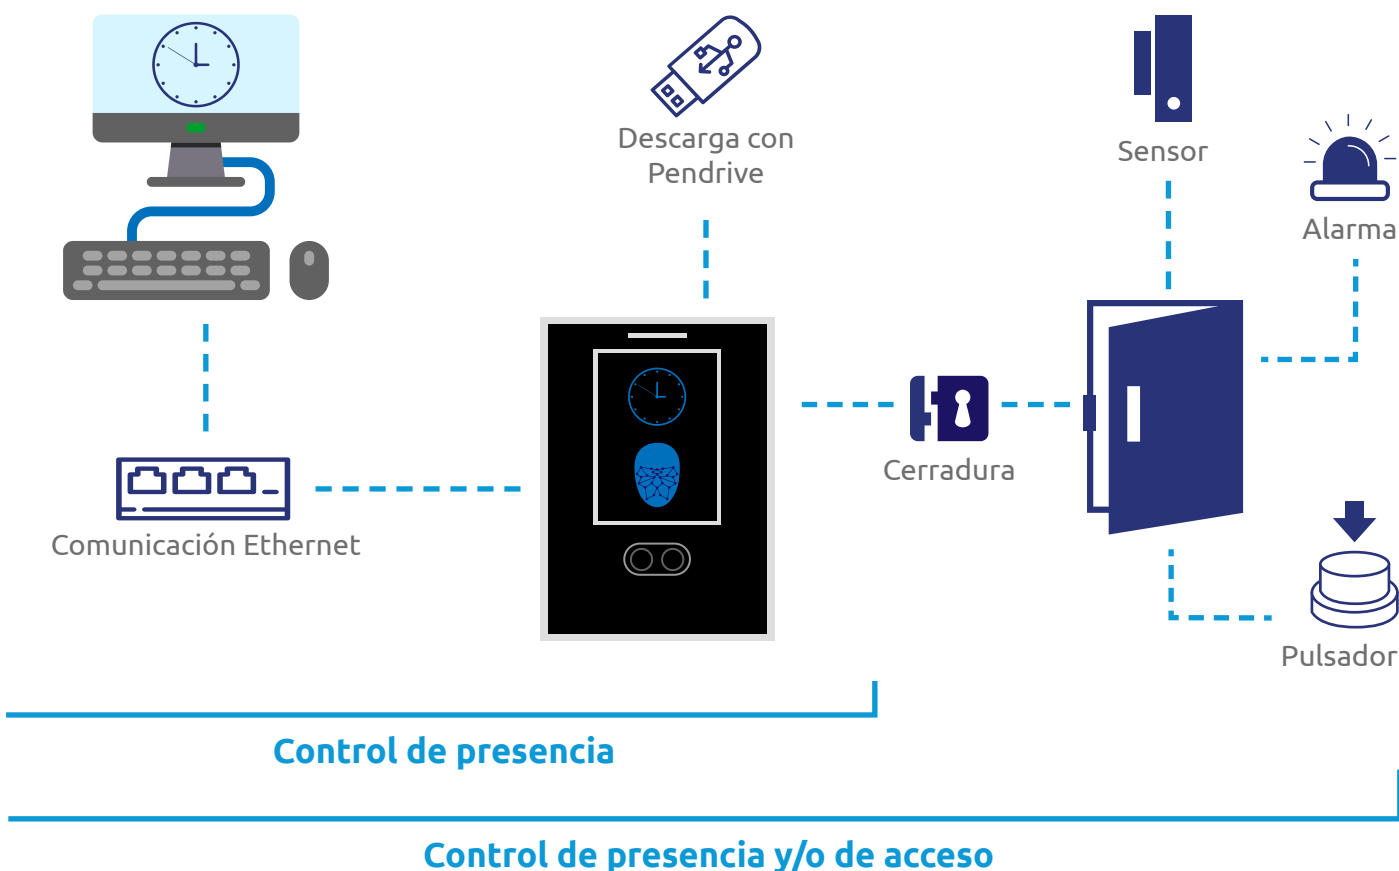 Descarga con
Pendrive
Sensor
Alarma
Cerradura
Comunicación Ethernet
Pulsador
Control de presencia
Control de presencia y/o de acceso